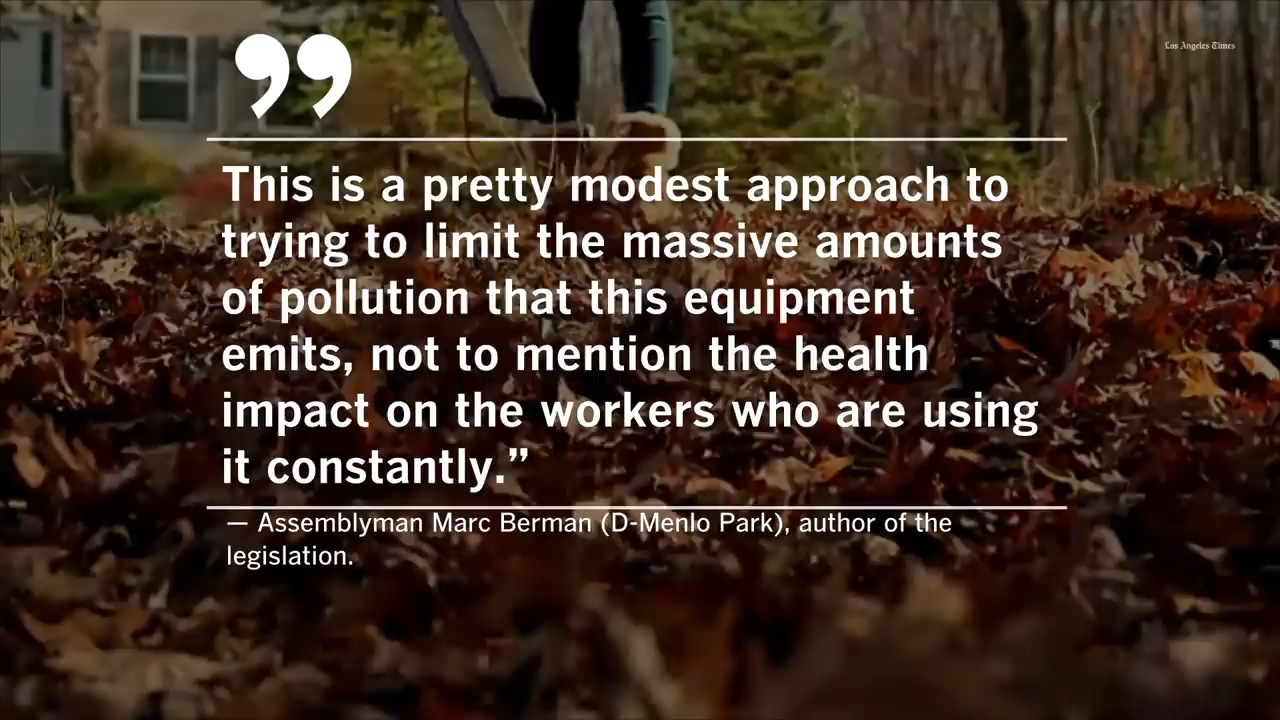 Los Angeles Times
”
This is a pretty modest approach to
trying to limit the massive amounts
of pollution that this equipment
emits, not to mention the health
impact on the workers who are using
it constantly.”
— Assemblyman Marc Berman (D-Menlo Park), author of the
legislation.